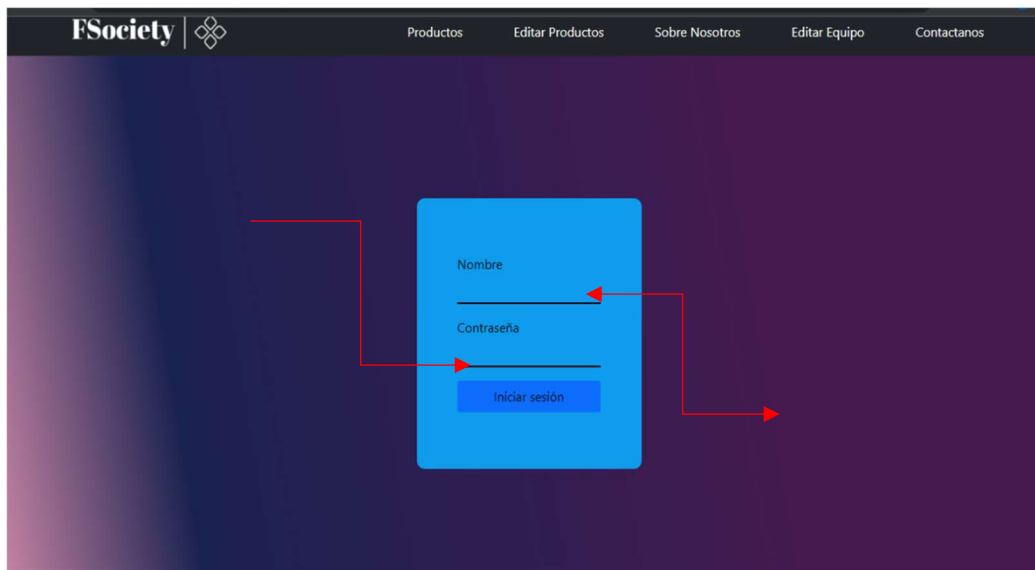 FSociety
Productos Editar Productos Sobre Nosotros Editar Equipo Contactanos
Nombre
Contraseña
Iniciar sesión